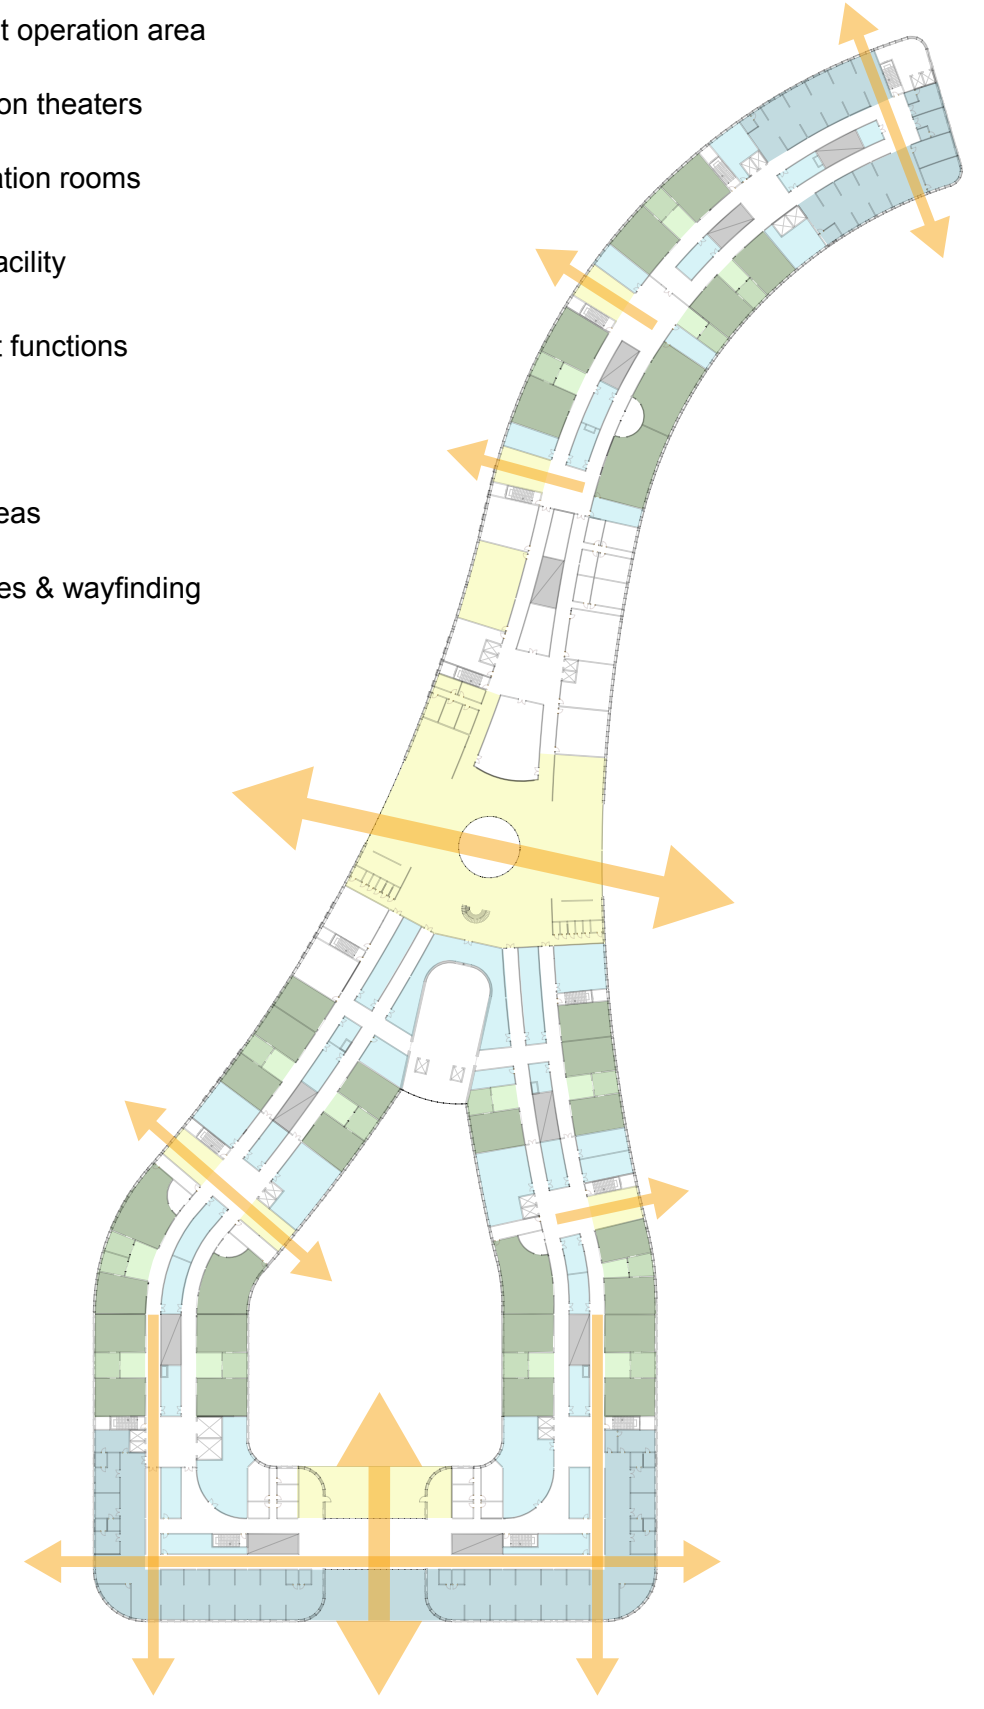 t operation area
on theaters
ation rooms
acility
t functions
eas
es & wayfinding